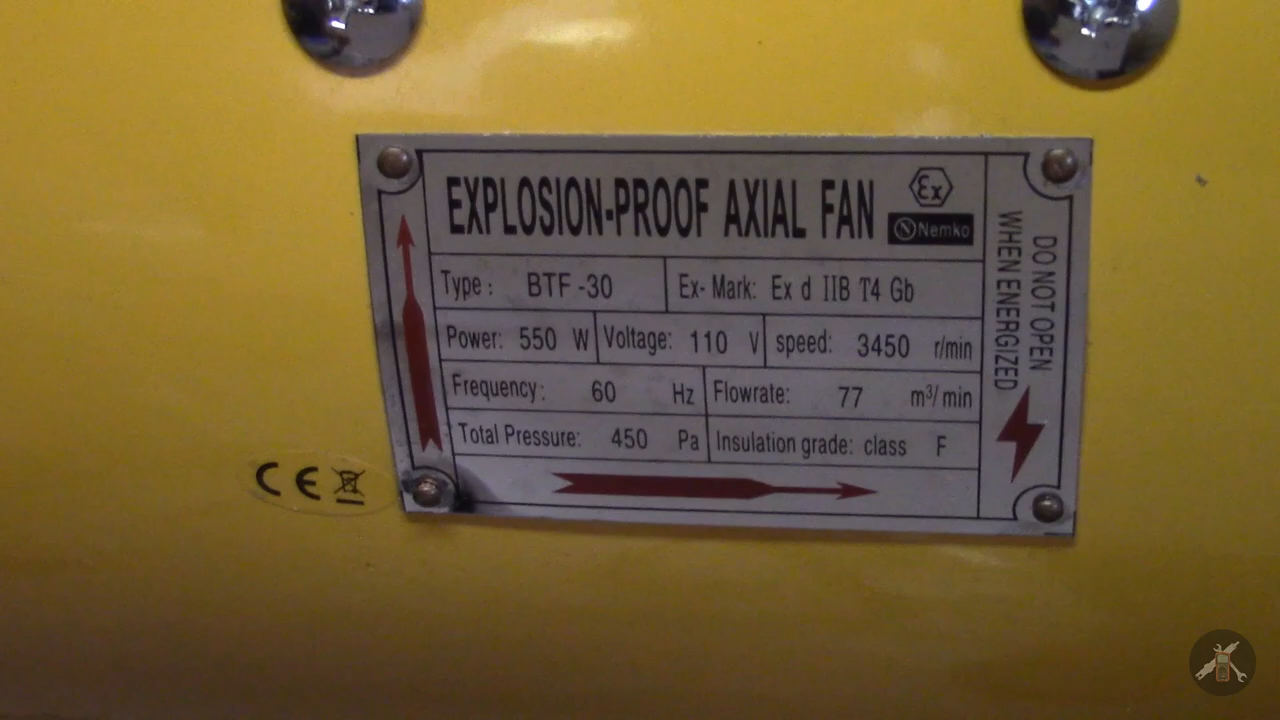 EXPLOSION-PROOF AXIAL FAN
Ex
Nemko
Type: BTF-30 Ex-Mark: Ex d IIB T4 Gb
Power: 550 W Voltage: 110 V speed: 3450 r/min
Frequency: 60 Hz Flowrate: 77 m³/min
Total Pressure: 450 Pa Insulation grade: class F
DO NOT OPEN
WHEN ENERGIZED
CE